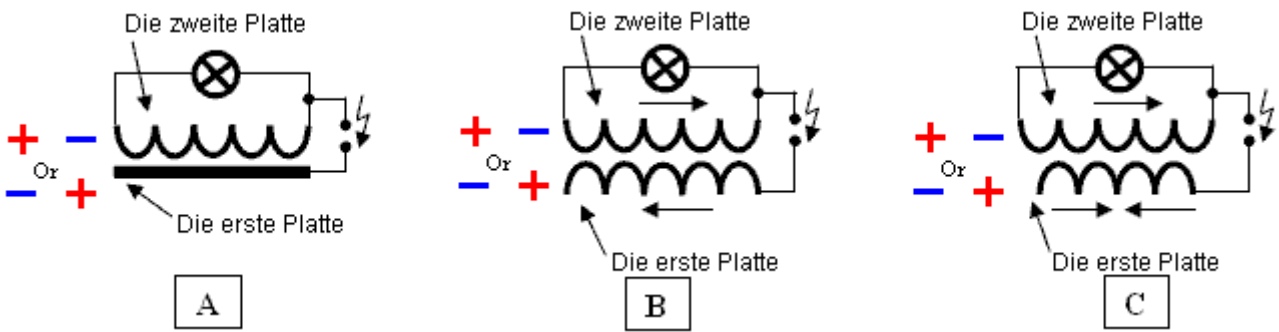 Die zweite Platte
+ −
Or
− +
Die erste Platte
A
Die zweite Platte
+ −
Or
− +
Die erste Platte
B
Die zweite Platte
+ −
Or
− +
Die erste Platte
C